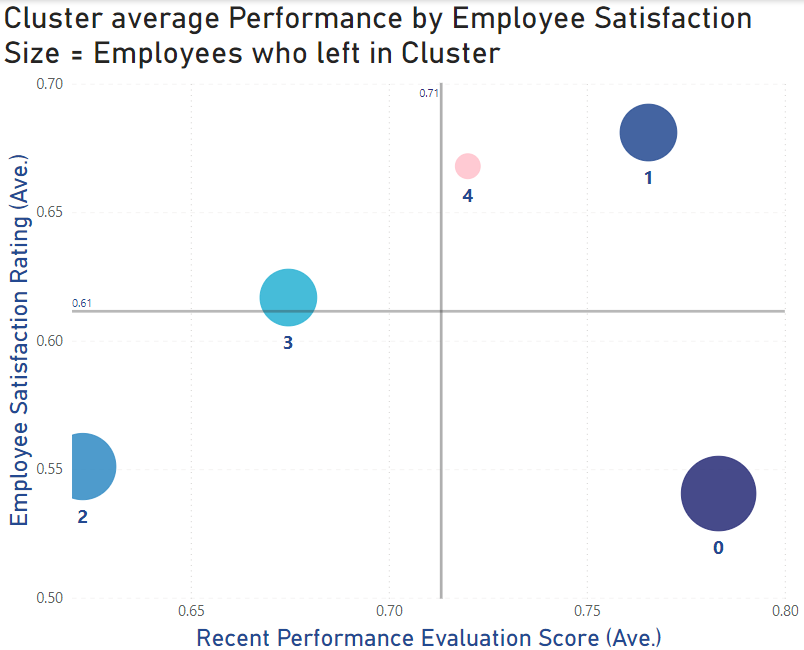 Cluster average Performance by Employee Satisfaction
Size = Employees who left in Cluster
0.70
0.71
1
4
0.65
Employee Satisfaction Rating (Ave.)
0.61
3
0.60
0.55
2
0
0.50
0.65 0.70 0.75 0.80
Recent Performance Evaluation Score (Ave.)